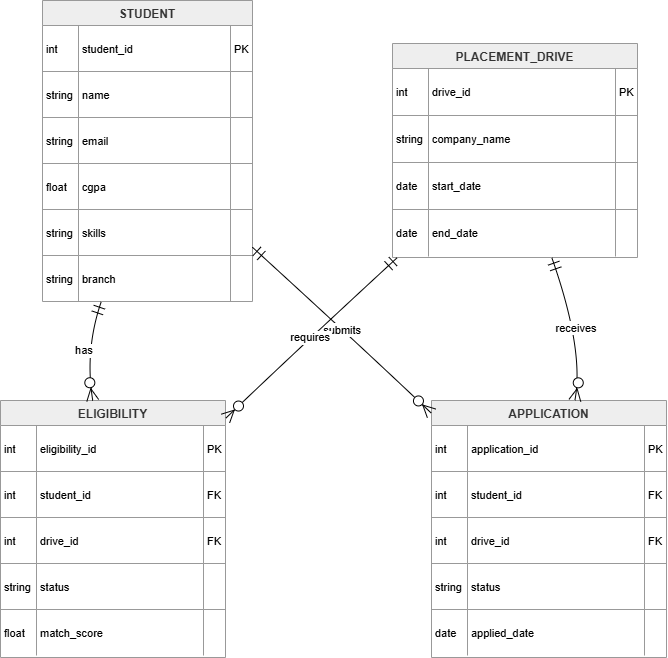 STUDENT
int student_id PK
string name
string email
float cgpa
string skills
string branch
PLACEMENT_DRIVE
int drive_id PK
string company_name
date start_date
date end_date
has
requires
submits
receives
ELIGIBILITY
int eligibility_id PK
int student_id FK
int drive_id FK
string status
float match_score
APPLICATION
int application_id PK
int student_id FK
int drive_id FK
string status
date applied_date